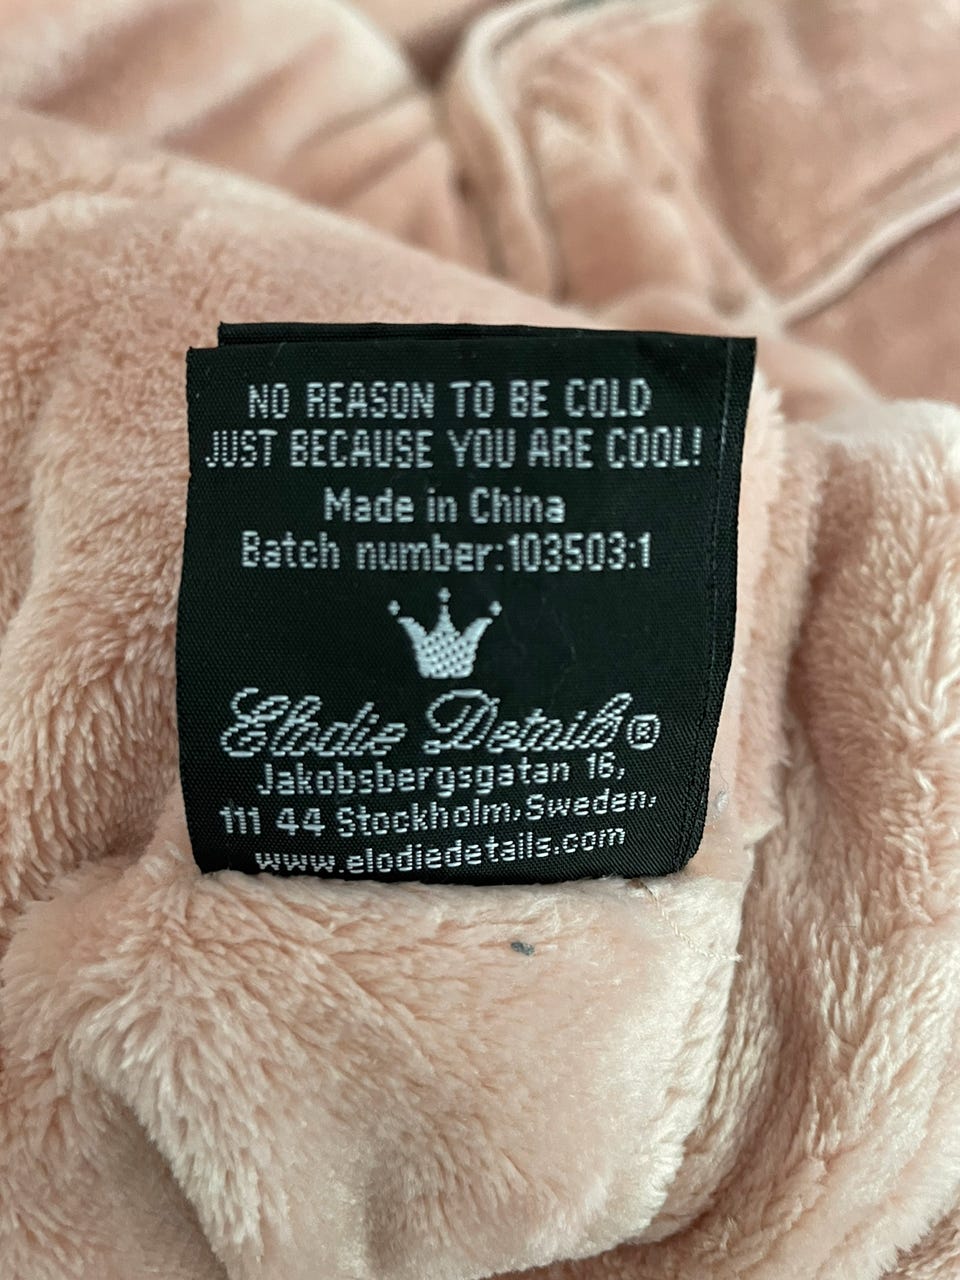 NO REASON TO BE COLD
JUST BECAUSE YOU ARE COOL!
Made in China
Batch number:103503:1
Elodie Details®
Jakobsbergsgatan 16,
111 44 Stockholm, Sweden,
www.elodiedetails.com